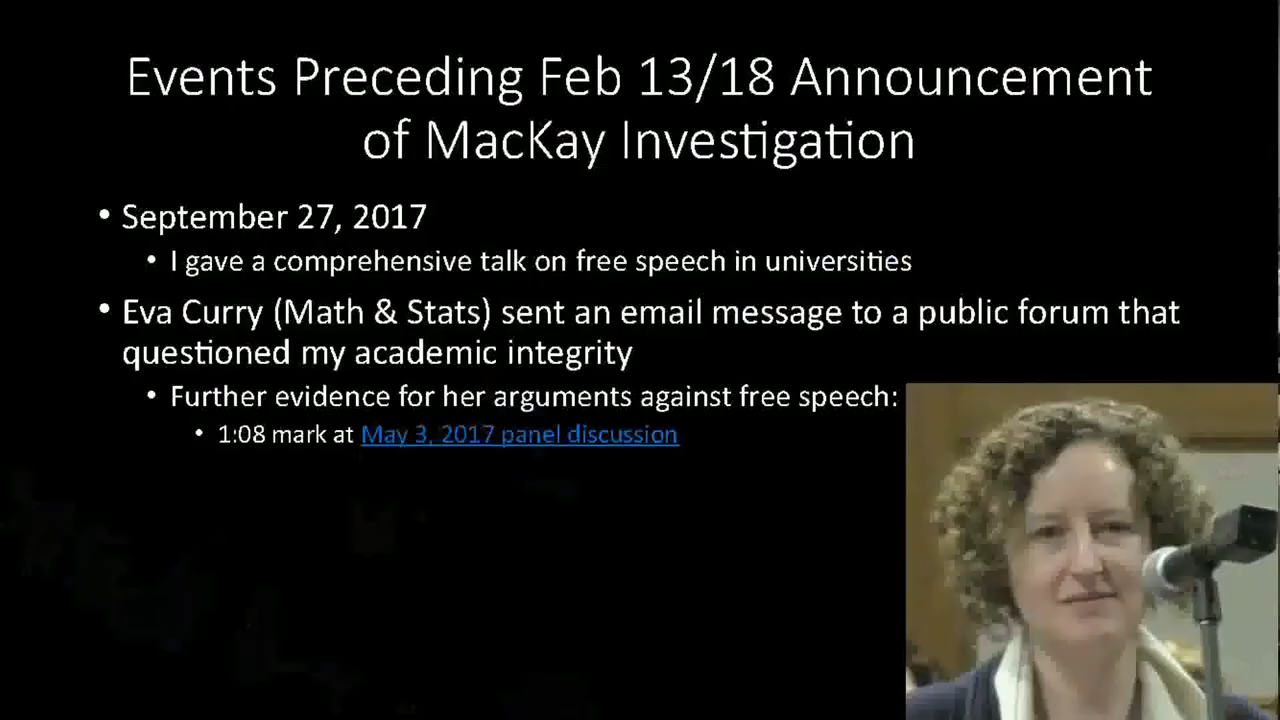 Events Preceding Feb 13/18 Announcement
of MacKay Investigation
• September 27, 2017
• I gave a comprehensive talk on free speech in universities
• Eva Curry (Math & Stats) sent an email message to a public forum that
questioned my academic integrity
• Further evidence for her arguments against free speech:
• 1:08 mark at May 3, 2017 panel discussion